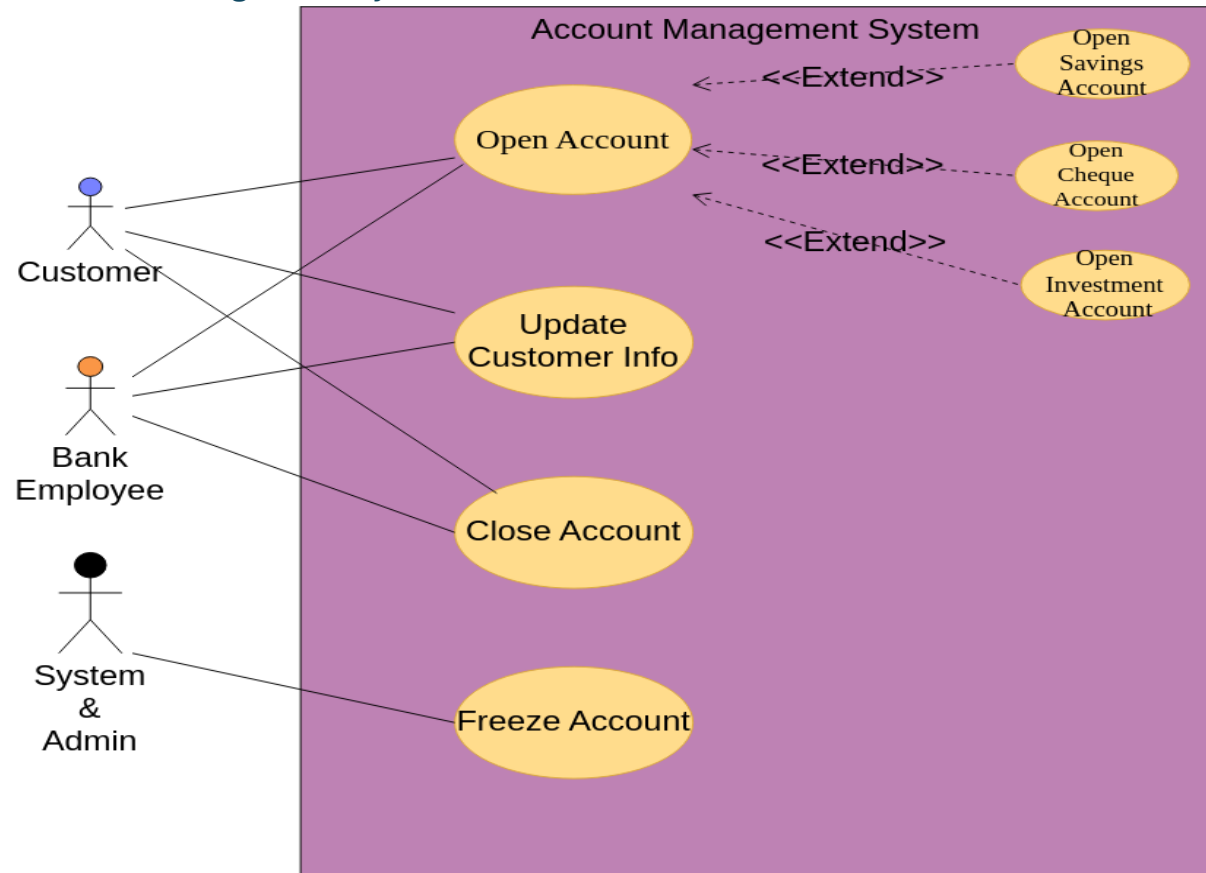 Account Management System
Open
Savings
Account
<<Extend>>
Open Account
<<Extend>>
Open
Cheque
Account
<<Extend>>
Open
Investment
Account
Customer
Update
Customer Info
Bank
Employee
Close Account
System
&
Admin
Freeze Account